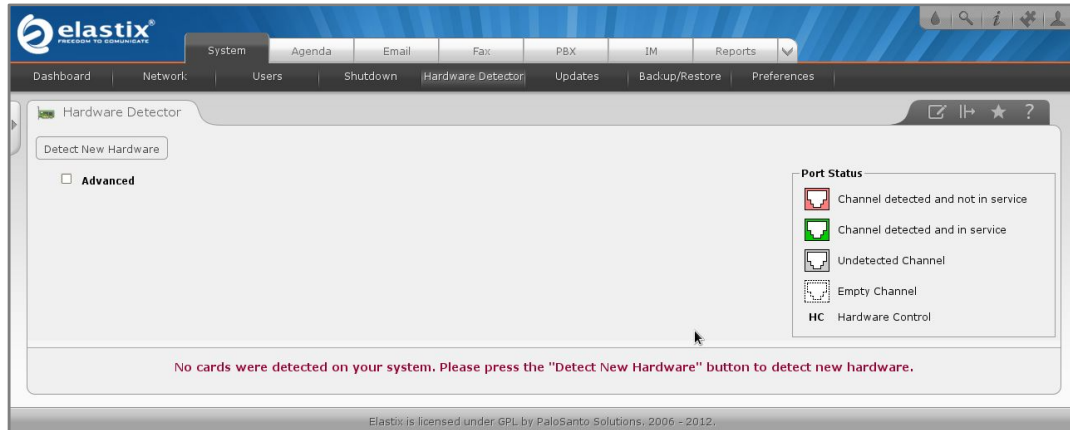 elastix®
FREEDOM TO COMMUNICATE
System Agenda Email Fax PBX IM Reports
Dashboard Network Users Shutdown Hardware Detector Updates Backup/Restore Preferences
Hardware Detector
Detect New Hardware
Advanced
Port Status
Channel detected and not in service
Channel detected and in service
Undetected Channel
Empty Channel
HC Hardware Control
No cards were detected on your system. Please press the "Detect New Hardware" button to detect new hardware.
Elastix is licensed under GPL by PaloSanto Solutions. 2006 - 2012.